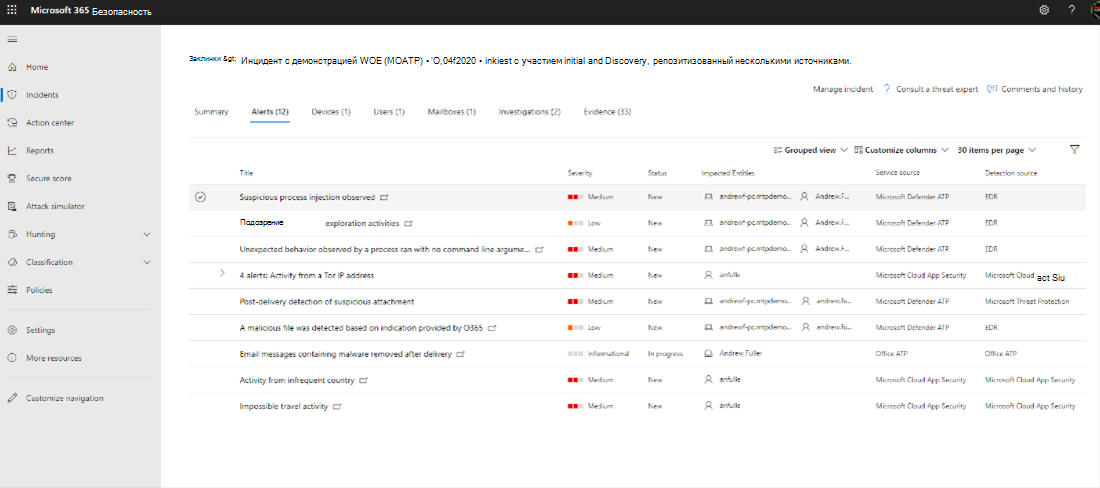 Microsoft 365 Безопасность
Заклинки &gt; Инцидент с демонстрацией WOE (MOATP) • 'O,04f2020 • inkiest с участием initial and Discovery, репозитизованный несколькими источниками.
Manage incident ? Consult a threat expert Comments and history
Summary Alerts (12) Devices (1) Users (1) Mailboxes (1) Investigations (2) Evidence (33)
Grouped view Customize columns 30 items per page
Home
Incidents
Action center
Reports
Secure score
Attack simulator
Hunting
Classification
Policies
Settings
More resources
Customize navigation
Title Severity Status Impacted Entities Service source Detection source
Suspicious process injection observed Medium New andrewf-pc.mtpdemo... Andrew.F... Microsoft Defender ATP EDR
Подозрение exploration activities Low New andrewf-pc.mtpdemo... Andrew.F... Microsoft Defender ATP EDR
Unexpected behavior observed by a process ran with no command line argume... Medium New andrewf-pc.mtpdemo... Andrew.F... Microsoft Defender ATP EDR
4 alerts: Activity from a Tor IP address Medium New anfulle Microsoft Cloud App Security Microsoft Cloud act Siu
Post-delivery detection of suspicious attachment Medium New andrewf-pc.mtpdemo... andrew.fu... Microsoft Defender ATP Microsoft Threat Protection
A malicious file was detected based on indication provided by O365 Low New andrewf-pc.mtpdemo... andrew.fu... Microsoft Defender ATP EDR
Email messages containing malware removed after delivery Informational In progress Andrew Fuller Office ATP Office ATP
Activity from infrequent country Medium New anfulle Microsoft Cloud App Security Microsoft Cloud App Security
Impossible travel activity Medium New anfulle Microsoft Cloud App Security Microsoft Cloud App Security